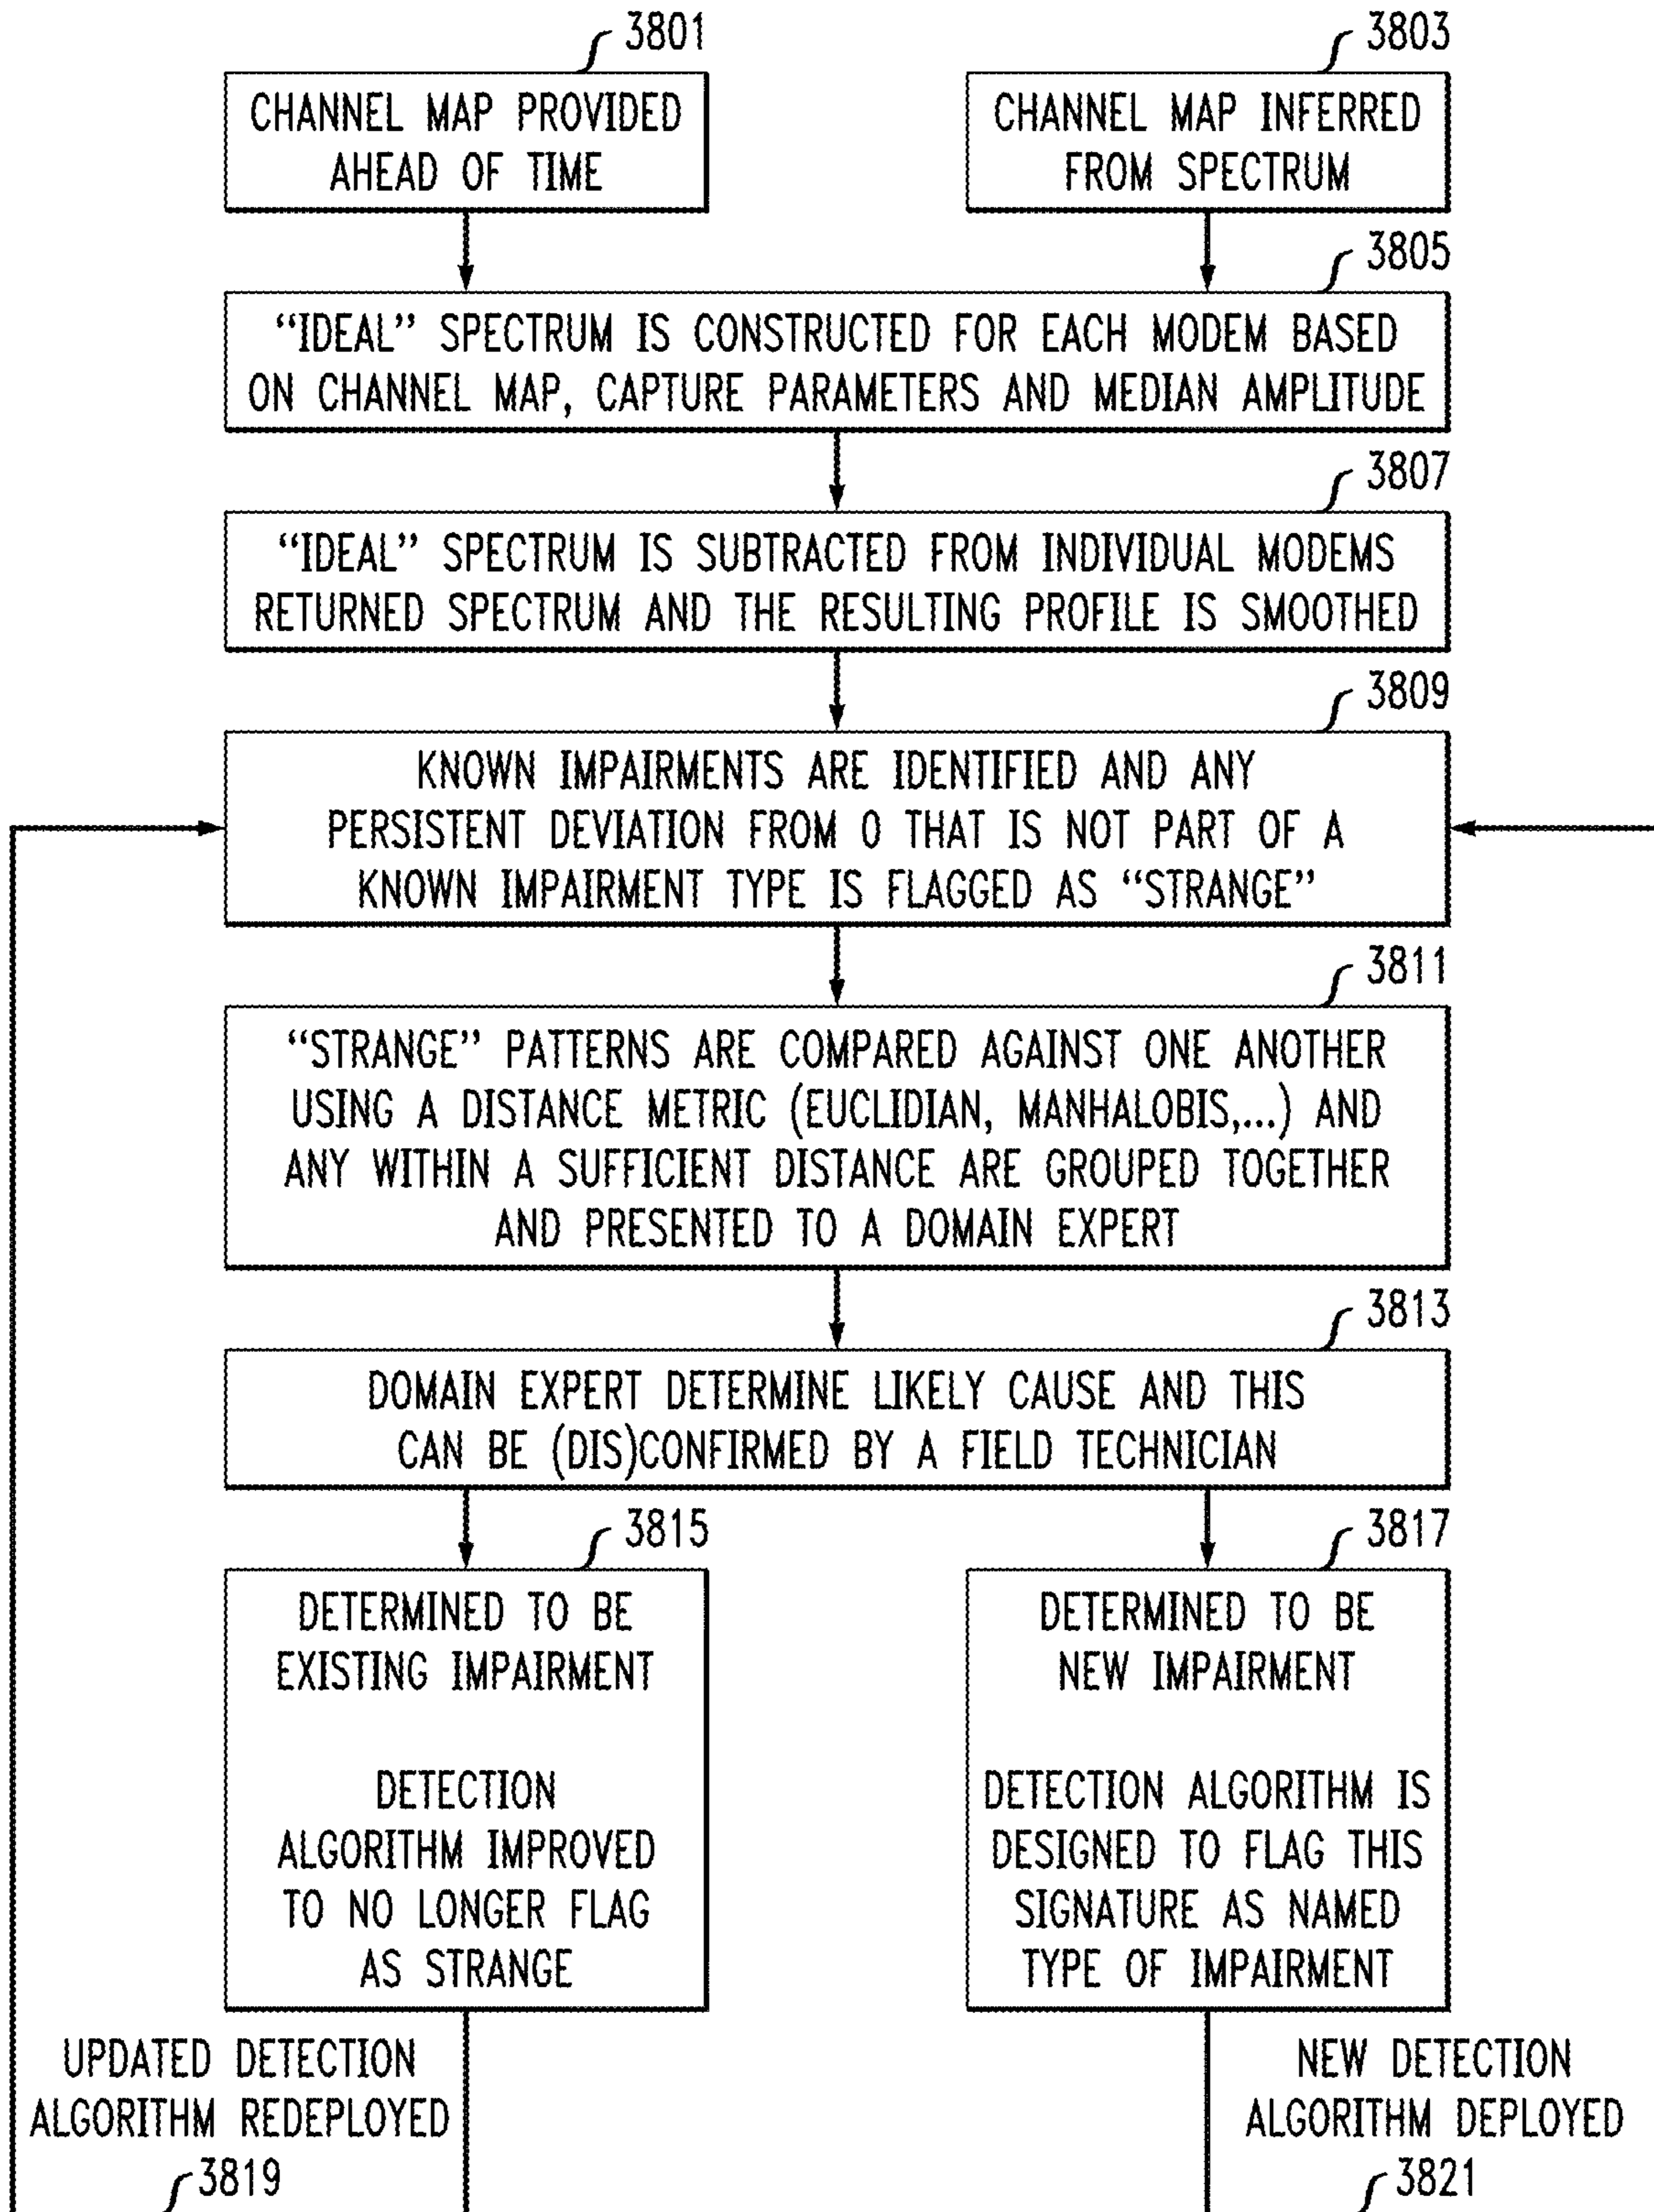 3801
CHANNEL MAP PROVIDED
AHEAD OF TIME
3803
CHANNEL MAP INFERRED
FROM SPECTRUM
3805
“IDEAL” SPECTRUM IS CONSTRUCTED FOR EACH MODEM BASED
ON CHANNEL MAP, CAPTURE PARAMETERS AND MEDIAN AMPLITUDE
3807
“IDEAL” SPECTRUM IS SUBTRACTED FROM INDIVIDUAL MODEMS
RETURNED SPECTRUM AND THE RESULTING PROFILE IS SMOOTHED
3809
KNOWN IMPAIRMENTS ARE IDENTIFIED AND ANY
PERSISTENT DEVIATION FROM 0 THAT IS NOT PART OF A
KNOWN IMPAIRMENT TYPE IS FLAGGED AS “STRANGE”
3811
“STRANGE” PATTERNS ARE COMPARED AGAINST ONE ANOTHER
USING A DISTANCE METRIC (EUCLIDIAN, MANHALOBIS,...) AND
ANY WITHIN A SUFFICIENT DISTANCE ARE GROUPED TOGETHER
AND PRESENTED TO A DOMAIN EXPERT
3813
DOMAIN EXPERT DETERMINE LIKELY CAUSE AND THIS
CAN BE (DIS)CONFIRMED BY A FIELD TECHNICIAN
3815
DETERMINED TO BE
EXISTING IMPAIRMENT
DETECTION
ALGORITHM IMPROVED
TO NO LONGER FLAG
AS STRANGE
3817
DETERMINED TO BE
NEW IMPAIRMENT
DETECTION ALGORITHM IS
DESIGNED TO FLAG THIS
SIGNATURE AS NAMED
TYPE OF IMPAIRMENT
UPDATED DETECTION
ALGORITHM REDEPLOYED
3819
NEW DETECTION
ALGORITHM DEPLOYED
3821